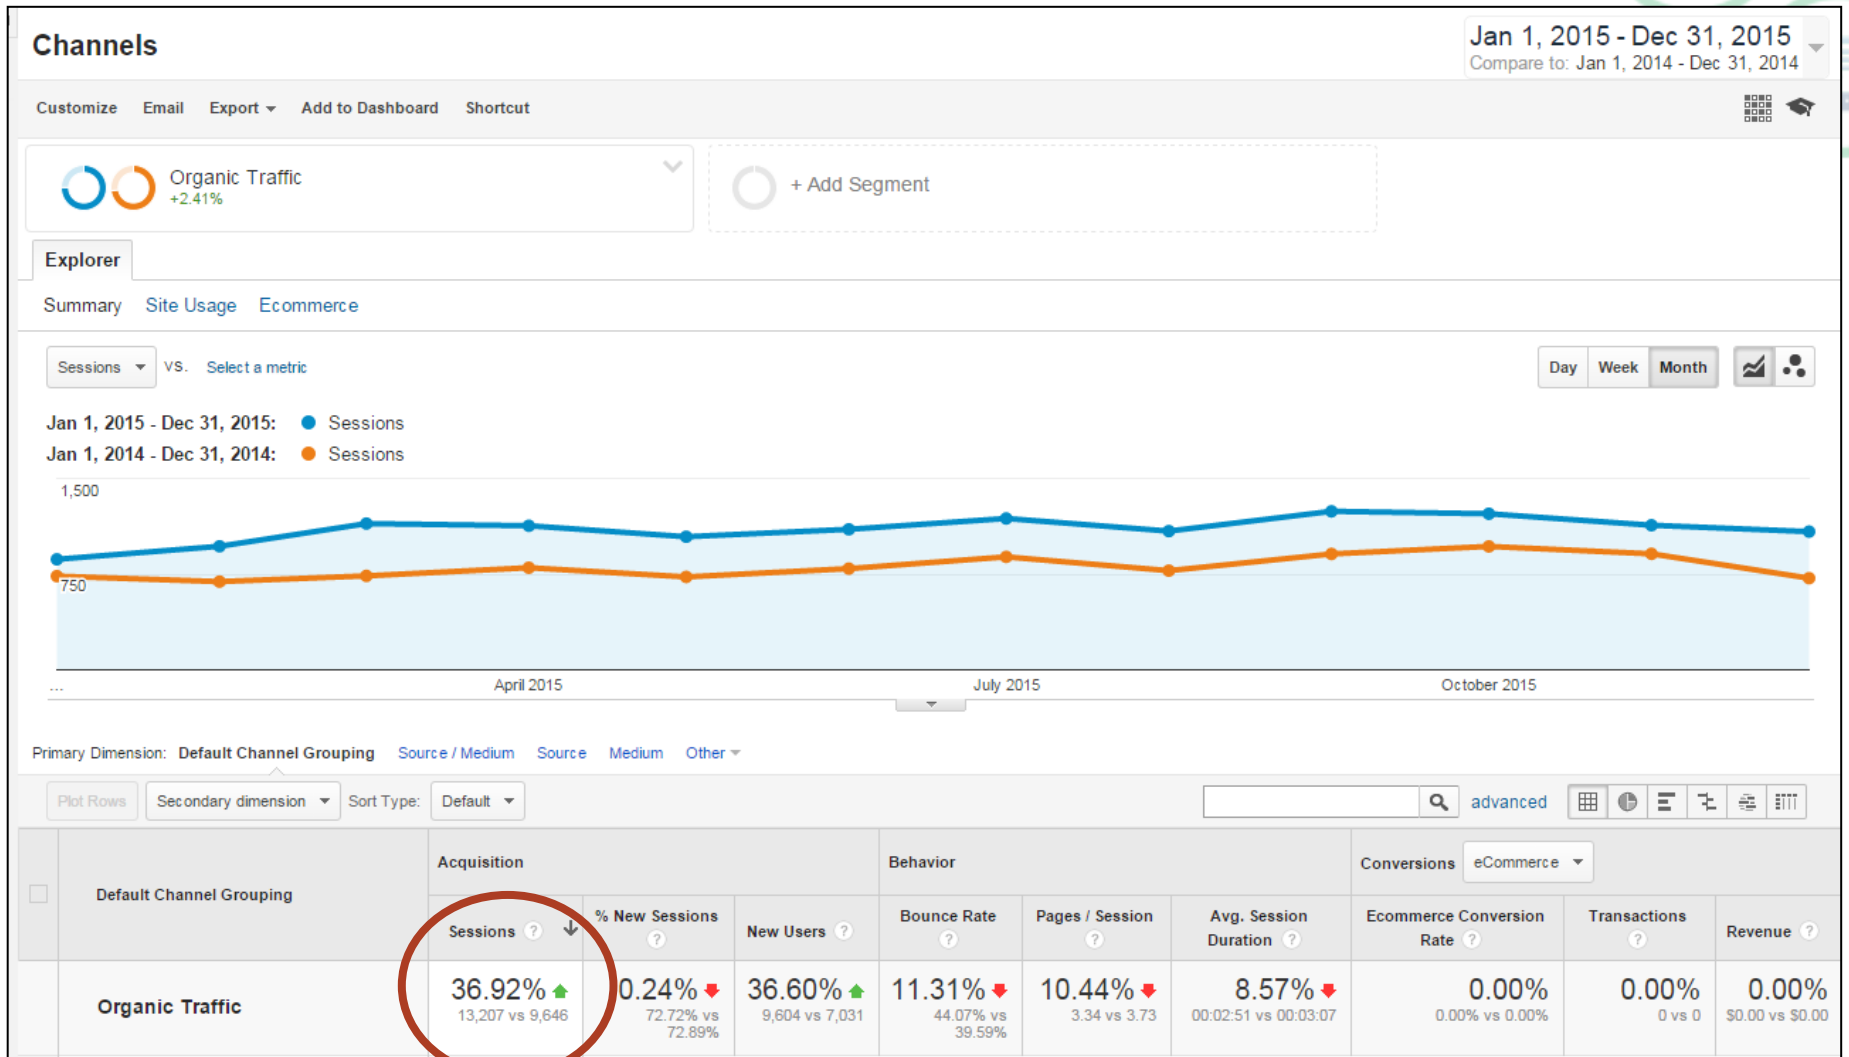 Channels
Jan 1, 2015 - Dec 31, 2015
Compare to: Jan 1, 2014 - Dec 31, 2014
Customize Email Export Add to Dashboard Shortcut
Organic Traffic
+2.41%
+ Add Segment
Explorer
Summary Site Usage Ecommerce
Sessions VS. Select a metric
Day Week Month
Jan 1, 2015 - Dec 31, 2015: Sessions
Jan 1, 2014 - Dec 31, 2014: Sessions
1,500
750
... April 2015 July 2015 October 2015
Primary Dimension: Default Channel Grouping Source / Medium Source Medium Other
Plot Rows Secondary dimension Sort Type: Default advanced
Default Channel Grouping
Acquisition Behavior Conversions eCommerce
Sessions ?
% New Sessions
?
New Users ?
Bounce Rate
?
Pages / Session
?
Avg. Session
Duration ?
Ecommerce Conversion
Rate ?
Transactions
?
Revenue ?
Organic Traffic
36.92%
13,207 vs 9,646
0.24%
72.72% vs
72.89%
36.60%
9,604 vs 7,031
11.31%
44.07% vs
39.59%
10.44%
3.34 vs 3.73
8.57%
00:02:51 vs 00:03:07
0.00%
0.00% vs 0.00%
0.00%
0 vs 0
0.00%
$0.00 vs $0.00